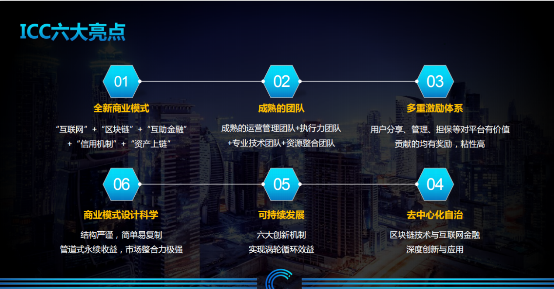 ICC六大亮点
01
02
03
全新商业模式
成熟的团队
多重激励体系
“互联网”+“区块链”+“互助金融”
+“信用机制”+“资产上链”
成熟的运营管理团队+执行力团队
+专业技术团队+资源整合团队
用户分享、管理、担保等对平台有价值
贡献的均有奖励，粘性高
06
05
04
商业模式设计科学
可持续发展
去中心化自治
结构严谨，简单易复制
管道式永续收益，市场整合力极强
六大创新机制
实现涡轮循环效益
区块链技术与互联网金融
深度创新与应用